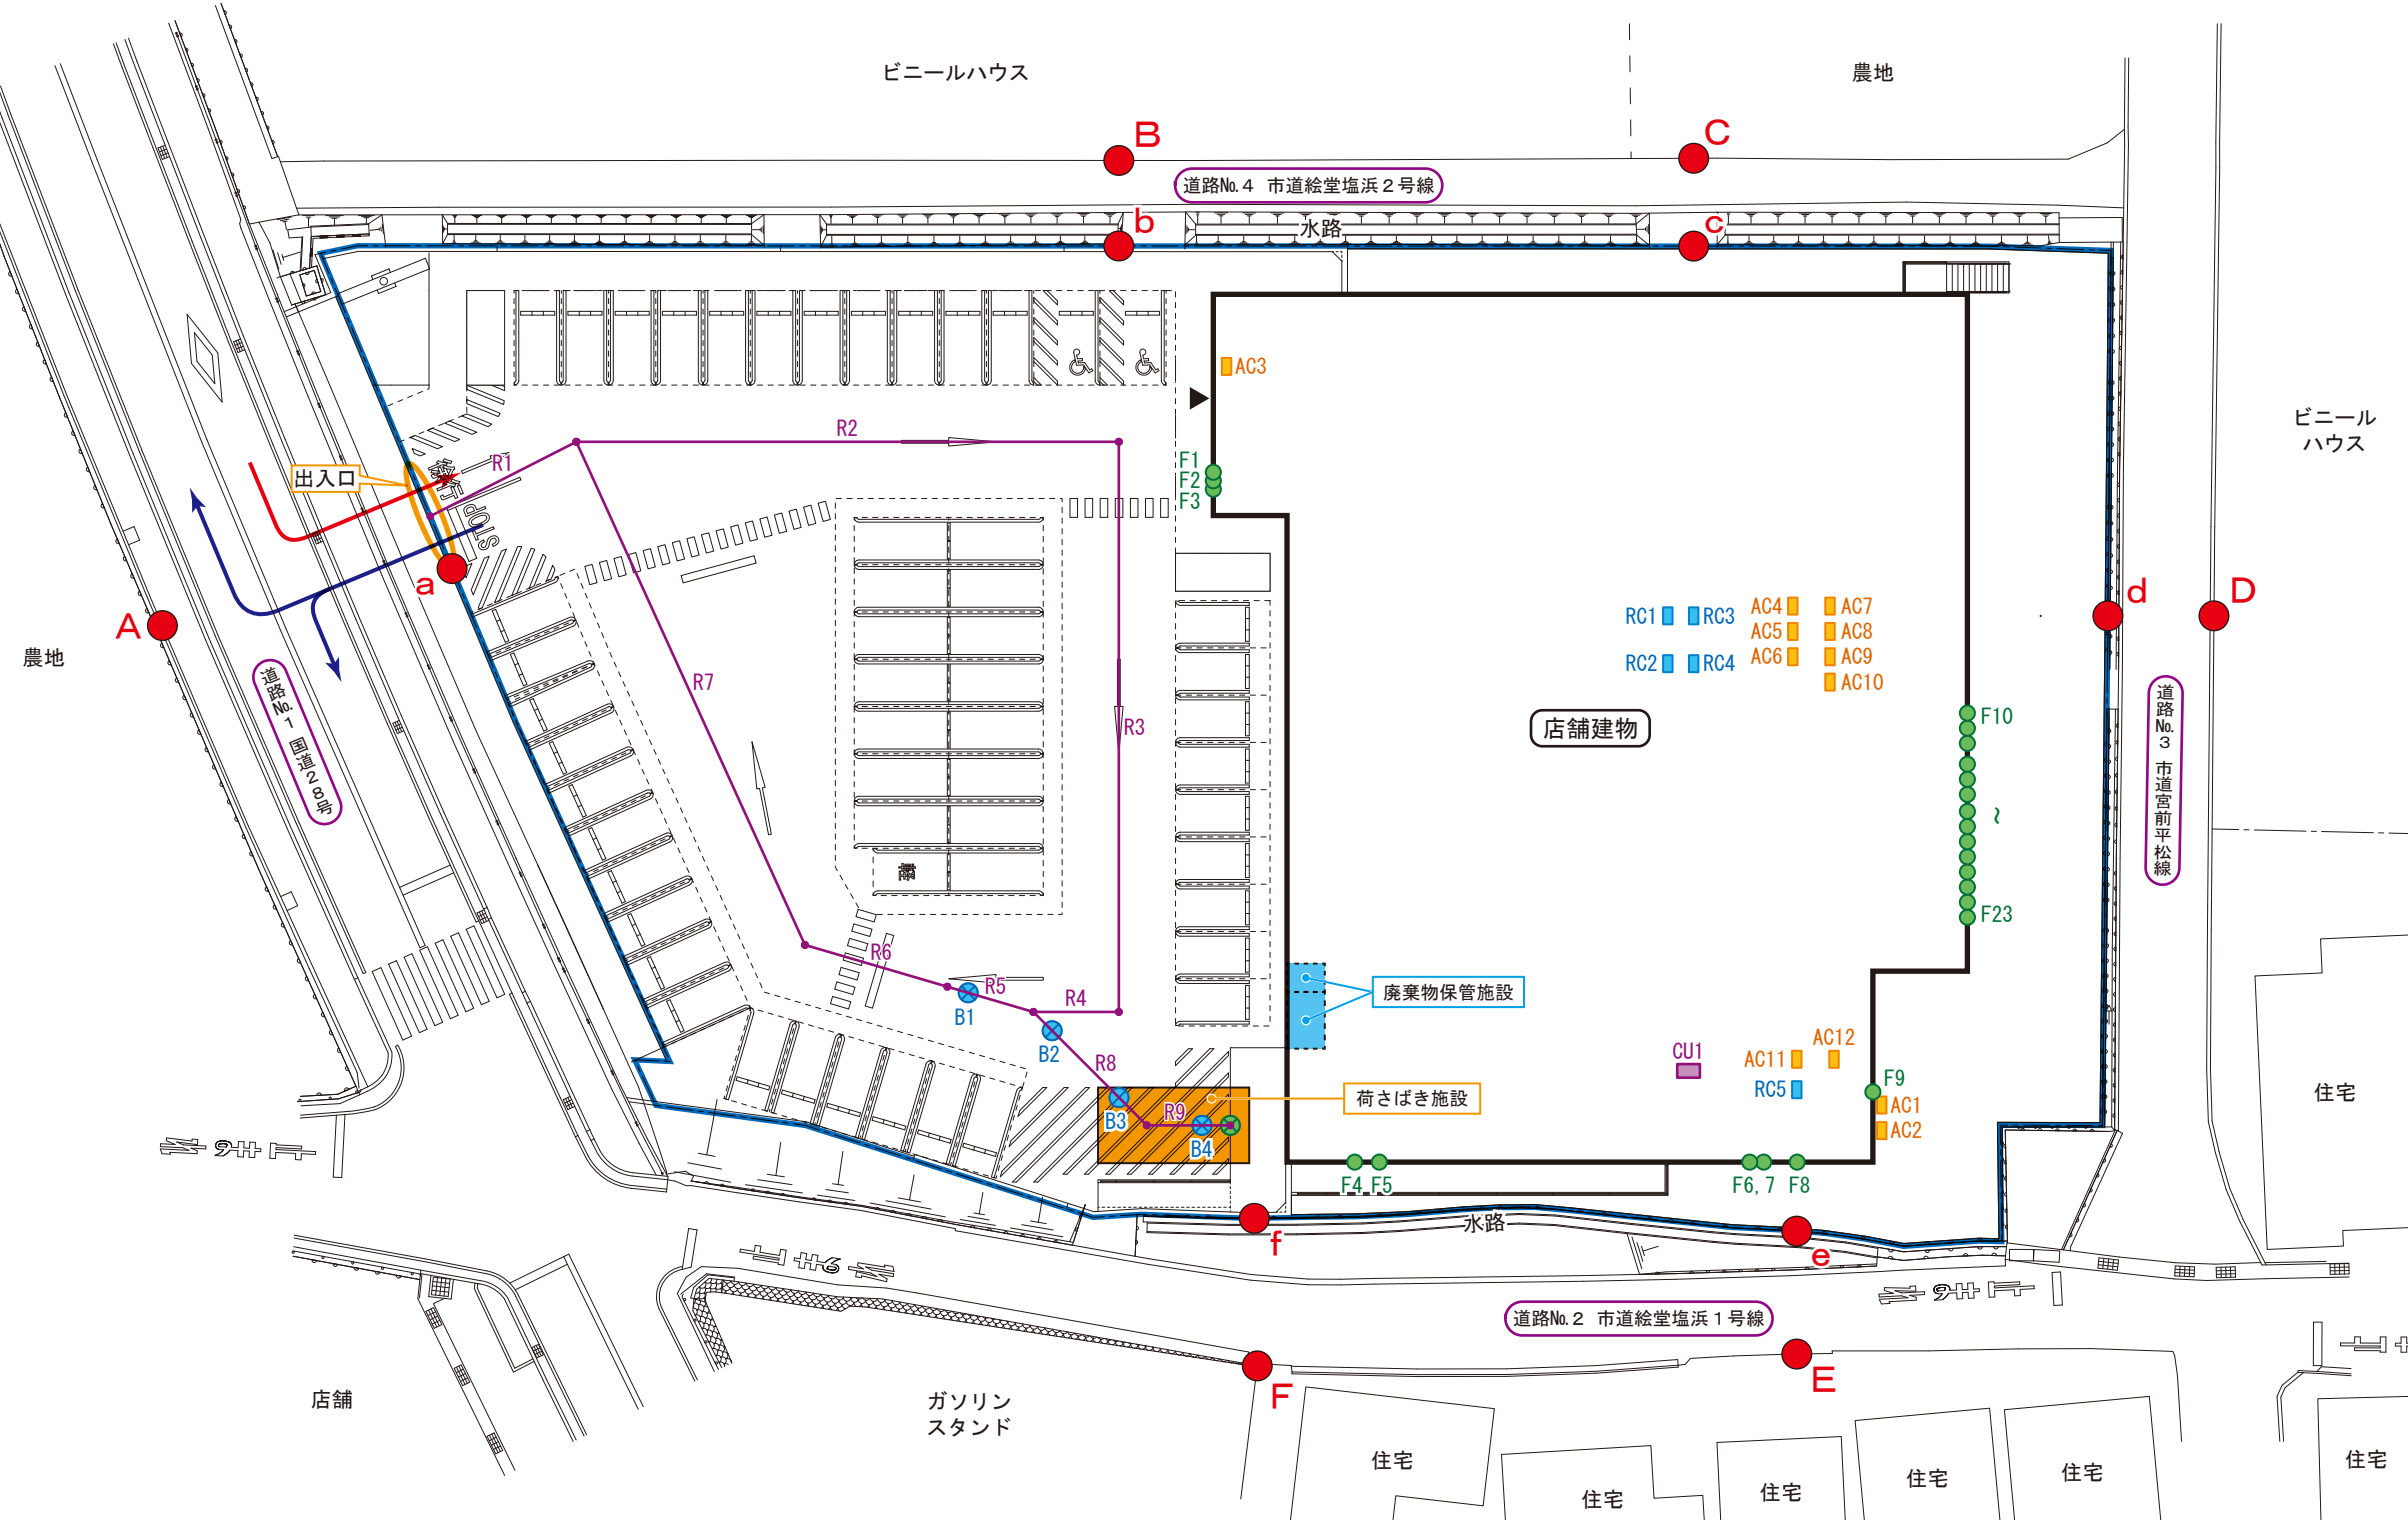 ビニールハウス
農地
B
C
道路№4　市道絵堂塩浜２号線
水路
b
c
AC3
R2
R1
出入口
徐行
STOP
F1
F2
F3
ビニール
ハウス
a
A
農地
道路№1　国道２８号
R7
R3
RC1
RC3
RC2
RC4
AC4
AC7
AC5
AC8
AC6
AC9
AC10
d
D
店舗建物
F10
～
F23
道路№3　市道宮前平松線
R6
R5
R4
B1
B2
R8
廃棄物保管施設
荷さばき施設
B3
R9
B4
CU1
AC11
AC12
RC5
F9
AC1
AC2
住宅
F4
F5
F6,7
F8
f
水路
e
道路№2　市道絵堂塩浜１号線
F
E
店舗
ガソリン
スタンド
住宅
住宅
住宅
住宅
住宅
住宅